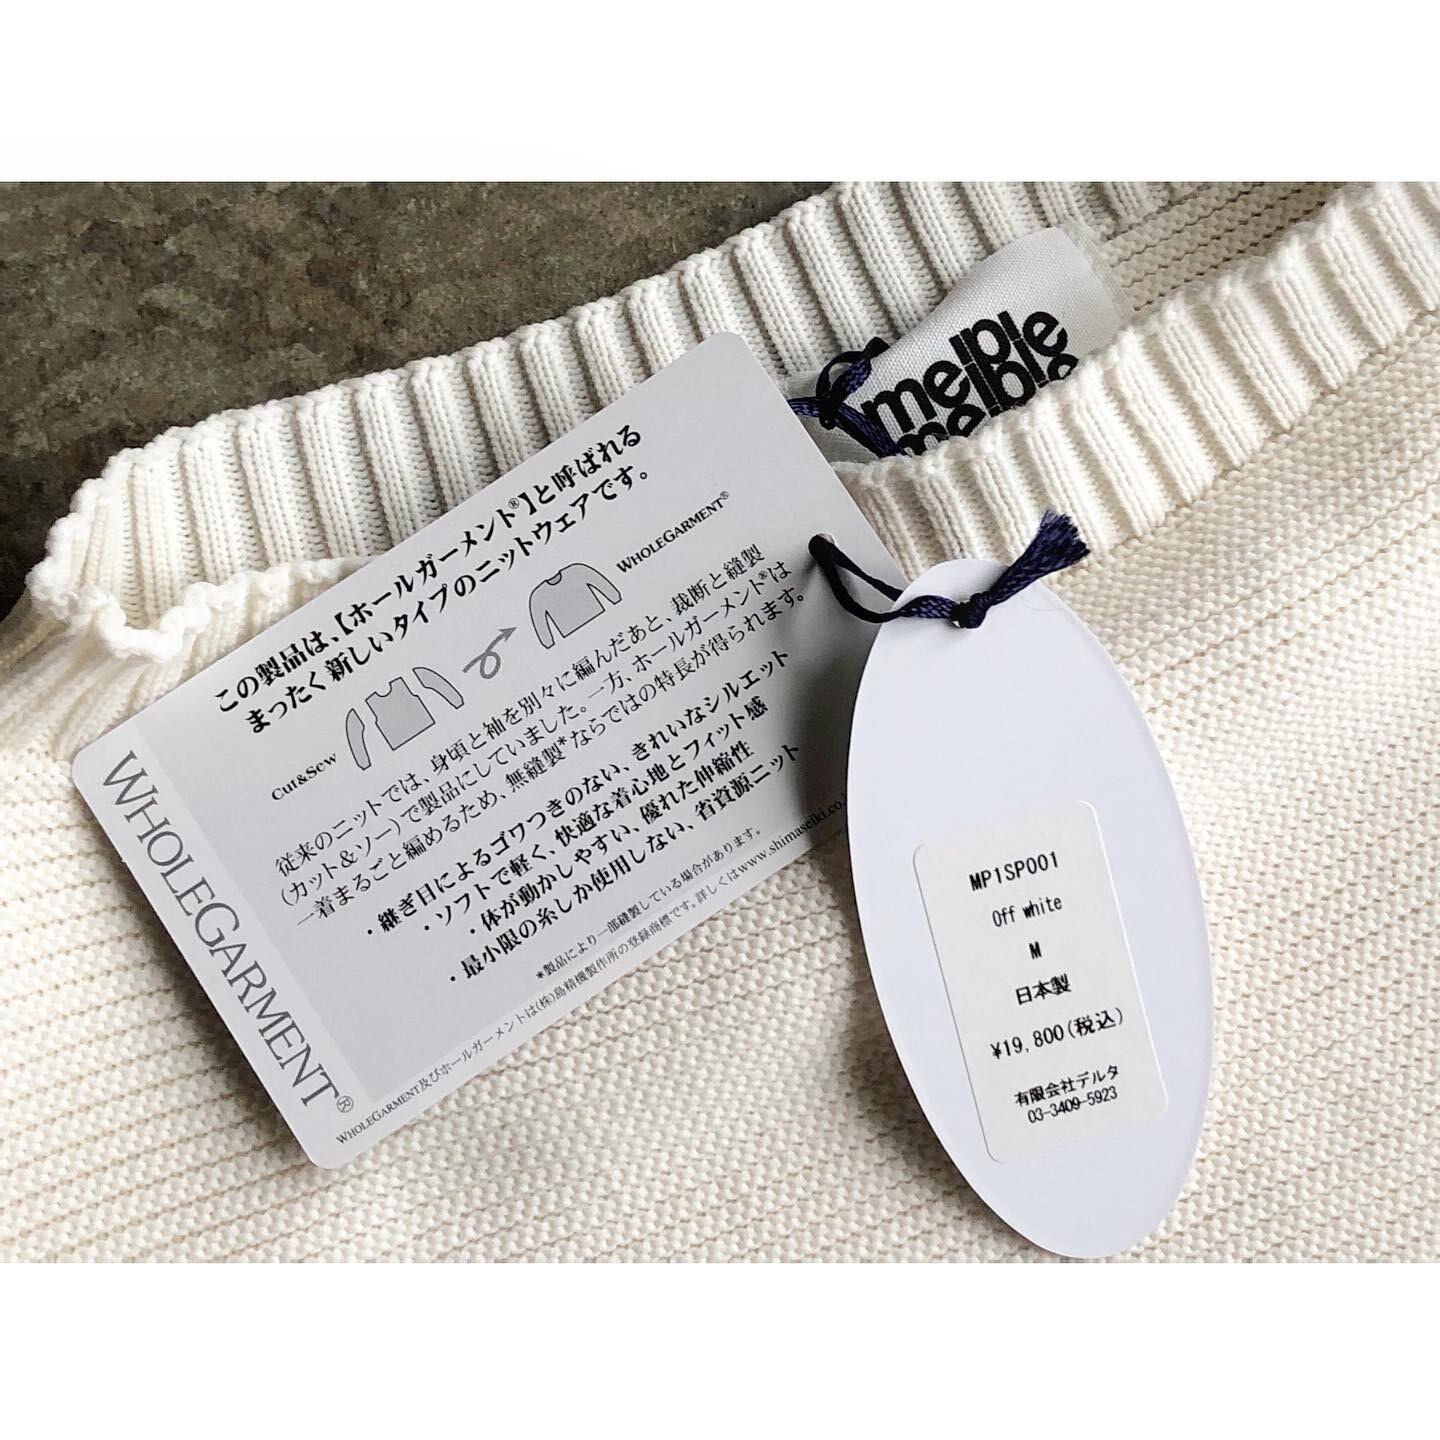 melple
この製品は、【ホールガーメント®】と呼ばれる
まったく新しいタイプのニットウェアです。
Cut&Sew
WHOLEGARMENT®
従来のニットでは、身頃と袖を別々に編んだあと、裁断と縫製
(カット&ソー)で製品にしていました。一方、ホールガーメント®は
一着まるごと編めるため、無縫製*ならではの特長が得られます。
・継ぎ目によるゴワつきのない、きれいなシルエット
・ソフトで軽く、快適な着心地とフィット感
・体が動かしやすい、優れた伸縮性
・最小限の糸しか使用しない、省資源ニット
*製品により一部縫製している場合があります。
WHOLEGARMENT及びホールガーメントは(株)島精機製作所の登録商標です。詳しくはwww.shimaseiki.co
WHOLEGARMENT®
MP1SP001
Off white
M
日本製
¥19,800(税込)
有限会社デルタ
03-3409-5923